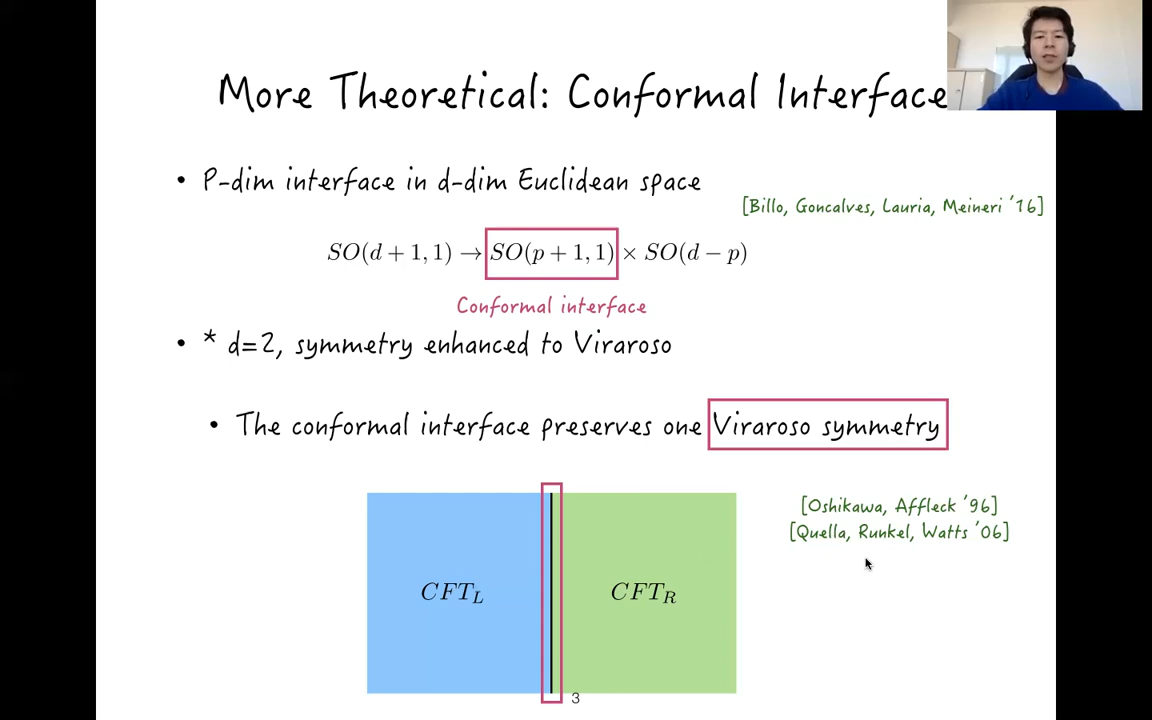 More Theoretical: Conformal Interface
• P-dim interface in d-dim Euclidean space
[Billo, Goncalves, Lauria, Meineri '16]
SO(d + 1, 1) → SO(p + 1, 1) × SO(d − p)
Conformal interface
• * d=2, symmetry enhanced to Viraroso
• The conformal interface preserves one Viraroso symmetry
[Oshikawa, Affleck '96]
[Quella, Runkel, Watts '06]
CFT_L CFT_R
3